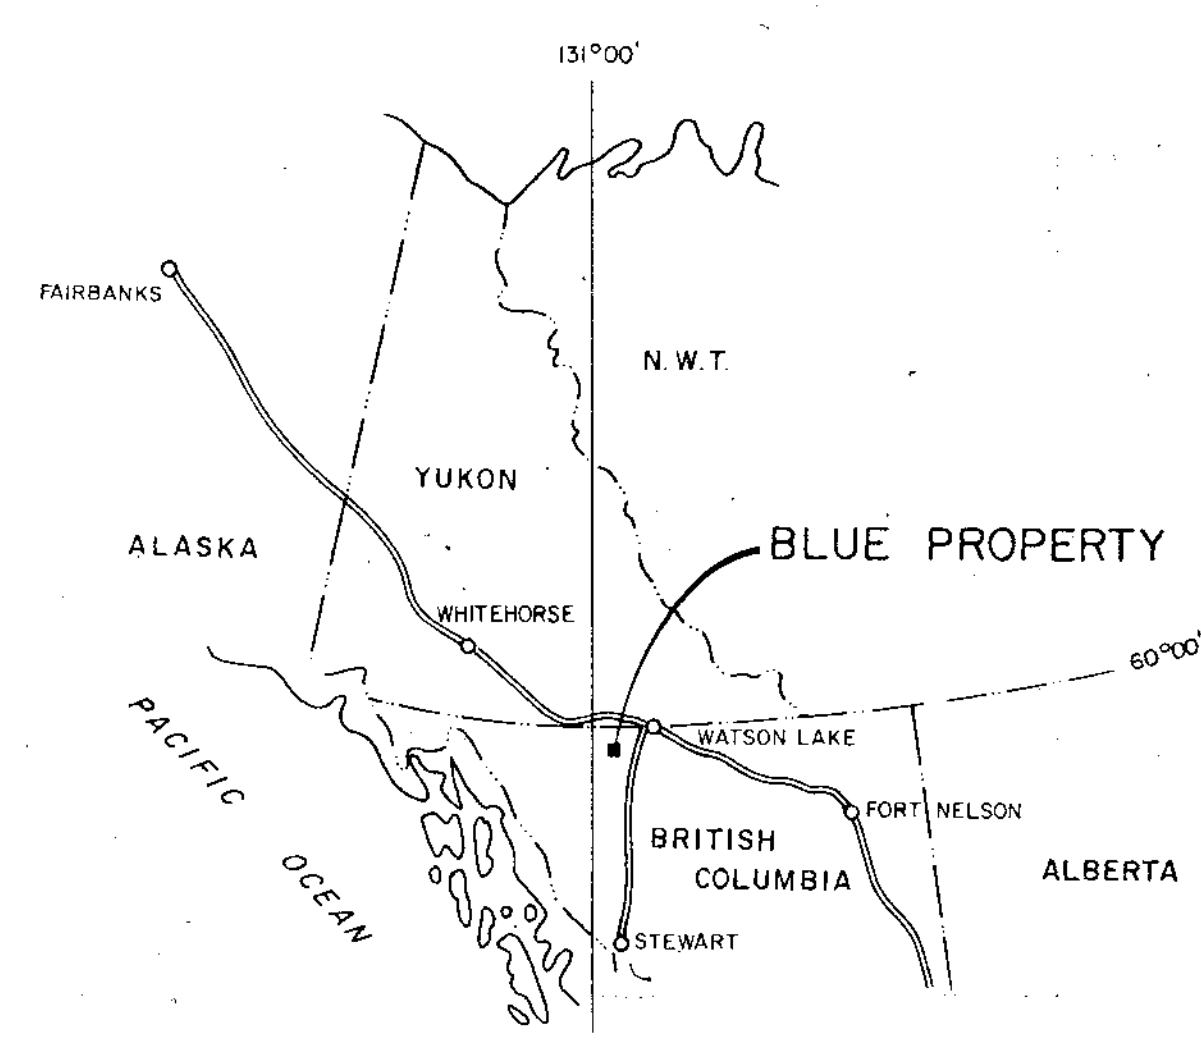 131°00'
FAIRBANKS
N.W.T.
YUKON
ALASKA
BLUE PROPERTY
WHITEHORSE
60°00'
PACIFIC
OCEAN
WATSON LAKE
FORT NELSON
BRITISH
COLUMBIA
ALBERTA
STEWART